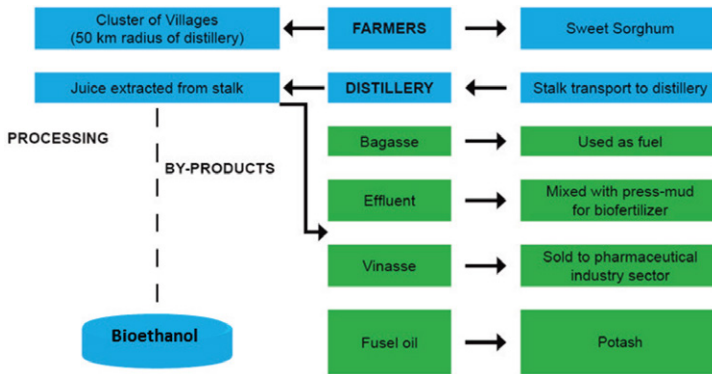 Cluster of Villages
(50 km radius of distillery)
FARMERS
Sweet Sorghum
Juice extracted from stalk
DISTILLERY
Stalk transport to distillery
PROCESSING
BY-PRODUCTS
Bagasse
Used as fuel
Effluent
Mixed with press-mud
for biofertilizer
Vinasse
Sold to pharmaceutical
industry sector
Bioethanol
Fusel oil
Potash